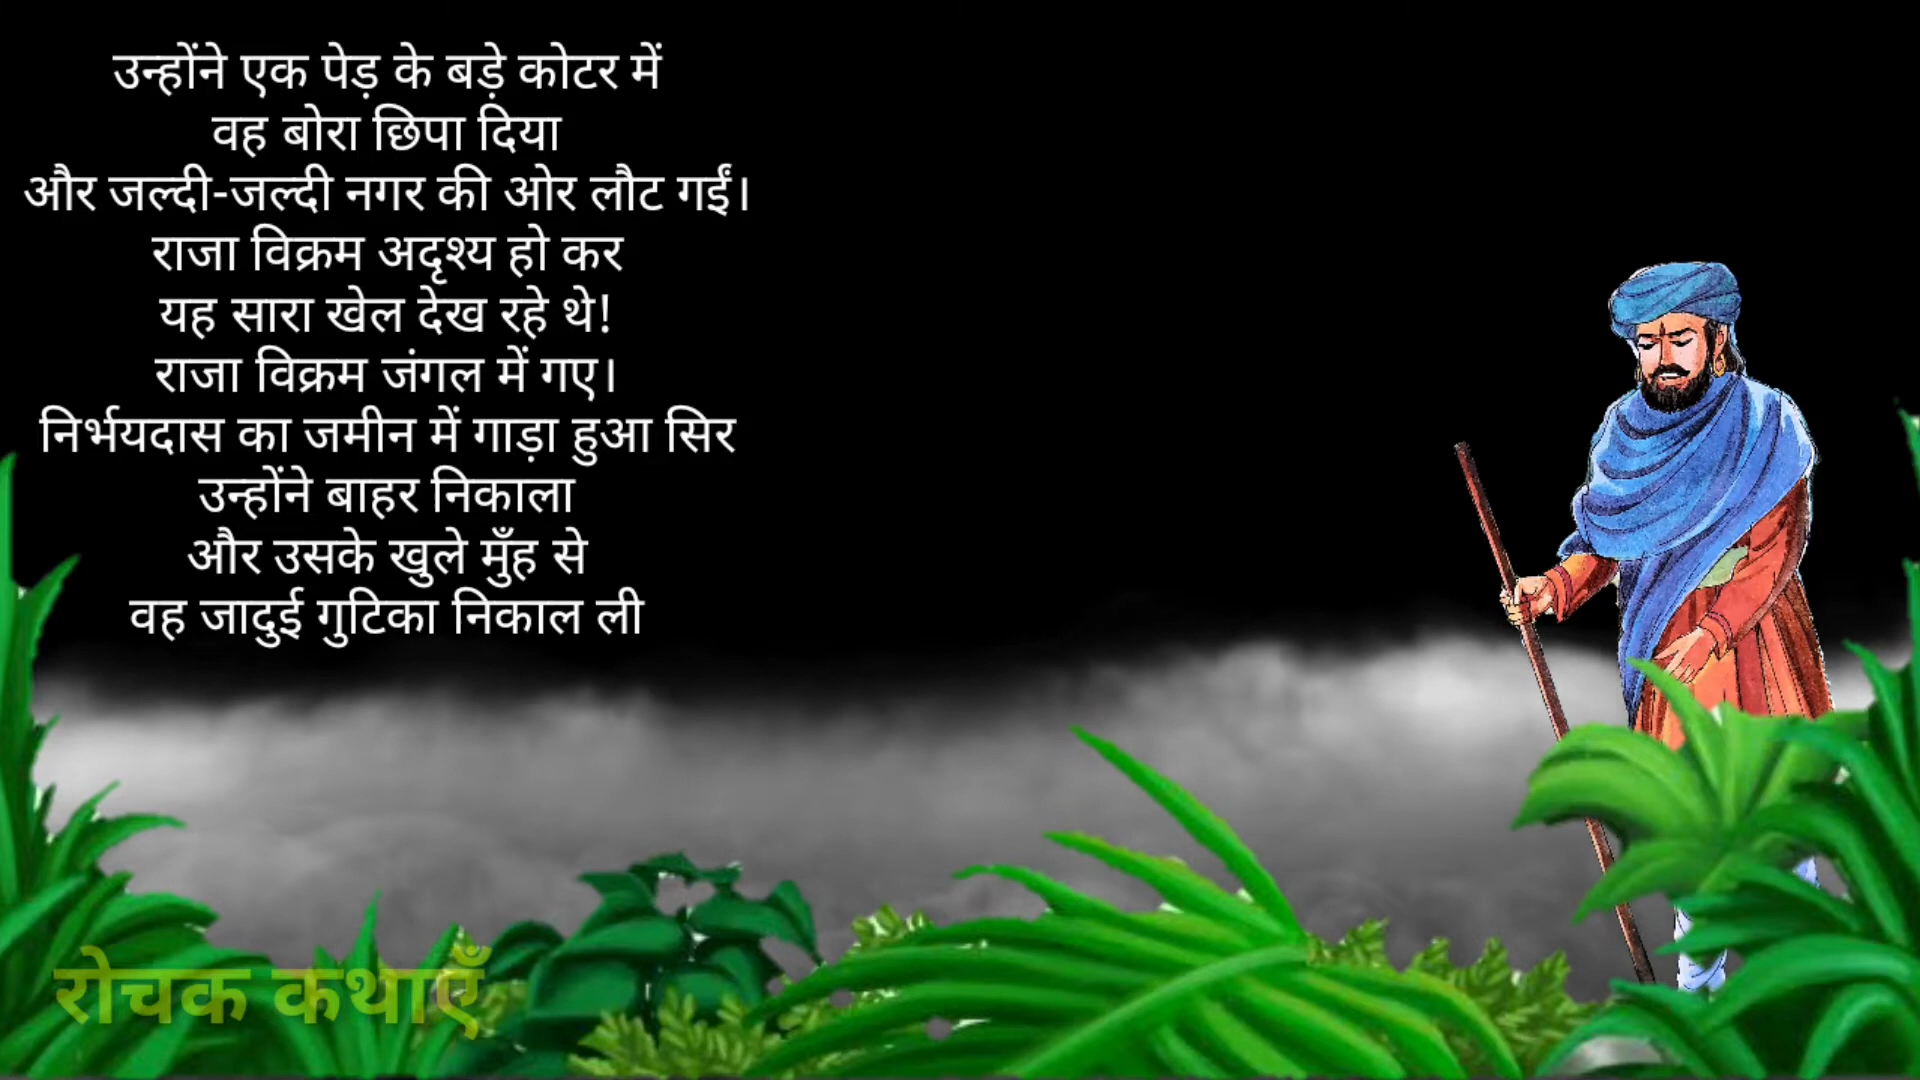 उन्होंने एक पेड़ के बड़े कोटर में
वह बोरा छिपा दिया
और जल्दी-जल्दी नगर की ओर लौट गईं।
राजा विक्रम अदृश्य हो कर
यह सारा खेल देख रहे थे!
राजा विक्रम जंगल में गए।
निर्भयदास का जमीन में गाड़ा हुआ सिर
उन्होंने बाहर निकाला
और उसके खुले मुँह से
वह जादुई गुटिका निकाल ली
रोचक कथाएँ